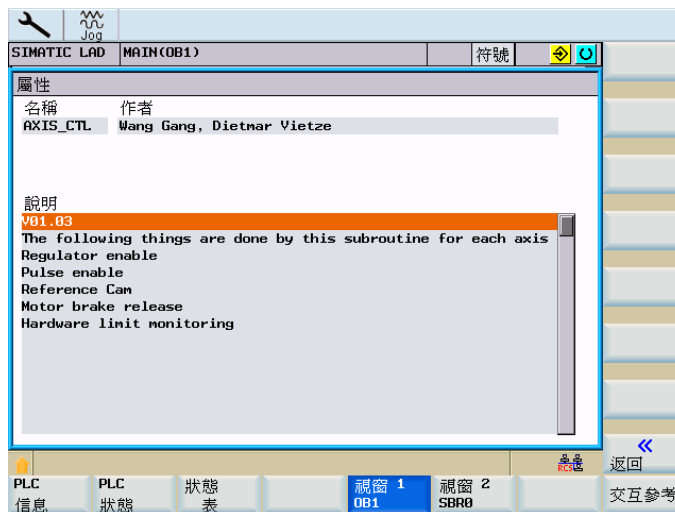 Jog
SIMATIC LAD MAIN(OB1) 符號
屬性
名稱 作者
AXIS_CTL Wang Gang, Dietmar Vietze
說明
V01.03
The following things are done by this subroutine for each axis
Regulator enable
Pulse enable
Reference Cam
Motor brake release
Hardware limit monitoring
RCS
返回
PLC 信息
PLC 狀態
狀態表
視窗 1 OB1
視窗 2 SBR0
交互參考